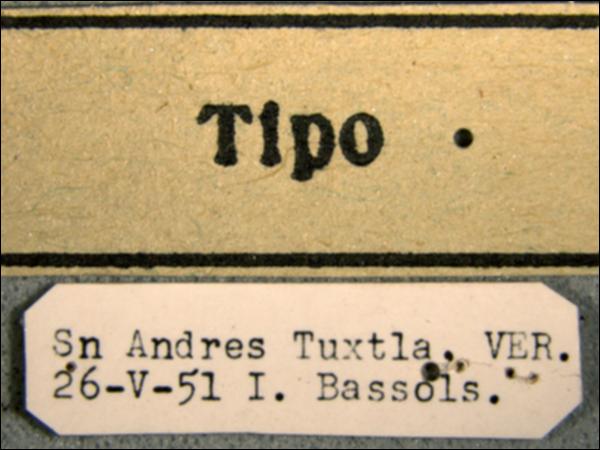 Tipo
Sn Andres Tuxtla. VER.
26-V-51 I. Bassols.